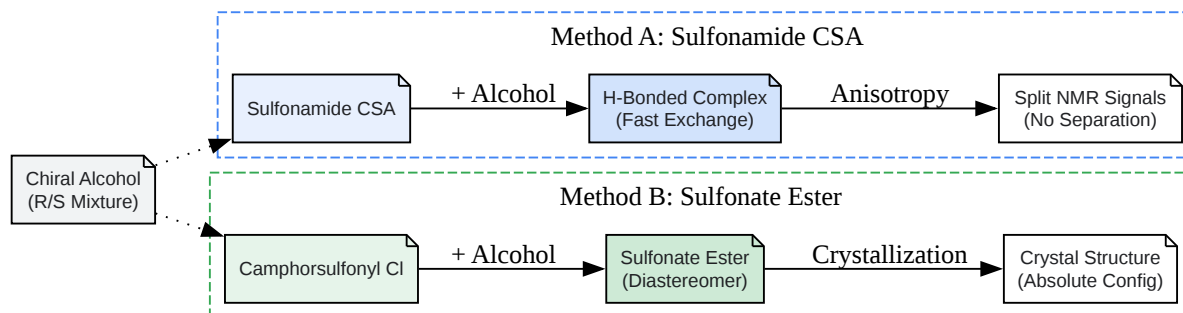 Method A: Sulfonamide CSA
Sulfonamide CSA
+ Alcohol
H-Bonded Complex
(Fast Exchange)
Anisotropy
Split NMR Signals
(No Separation)
Chiral Alcohol
(R/S Mixture)
Method B: Sulfonate Ester
Camphorsulfonyl Cl
+ Alcohol
Sulfonate Ester
(Diastereomer)
Crystallization
Crystal Structure
(Absolute Config)